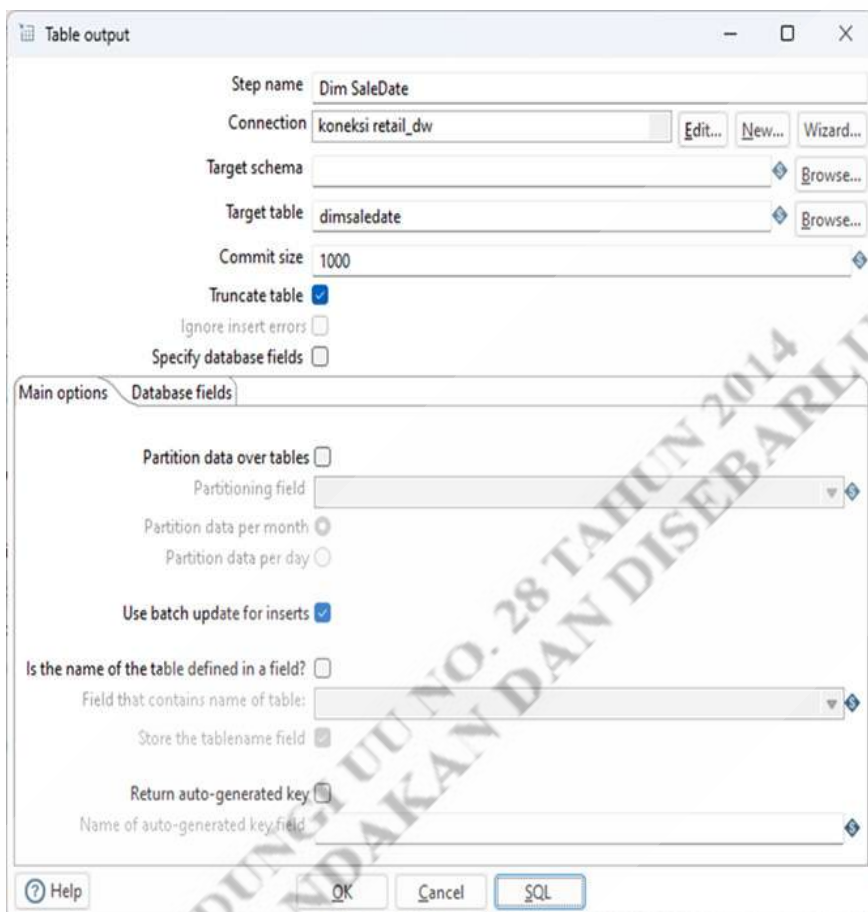 Table output
Step name Dim SaleDate
Connection koneksi retail_dw Edit... New... Wizard...
Target schema Browse...
Target table dimsaledate Browse...
Commit size 1000
Truncate table
Ignore insert errors
Specify database fields
Main options Database fields
Partition data over tables
Partitioning field
Partition data per month
Partition data per day
Use batch update for inserts
Is the name of the table defined in a field?
Field that contains name of table:
Store the tablename field
Return auto-generated key
Name of auto-generated key field
Help OK Cancel SQL
DUNGI UU NO. 28 TAHUN 2014
NDAKAN DAN DISEBARLU